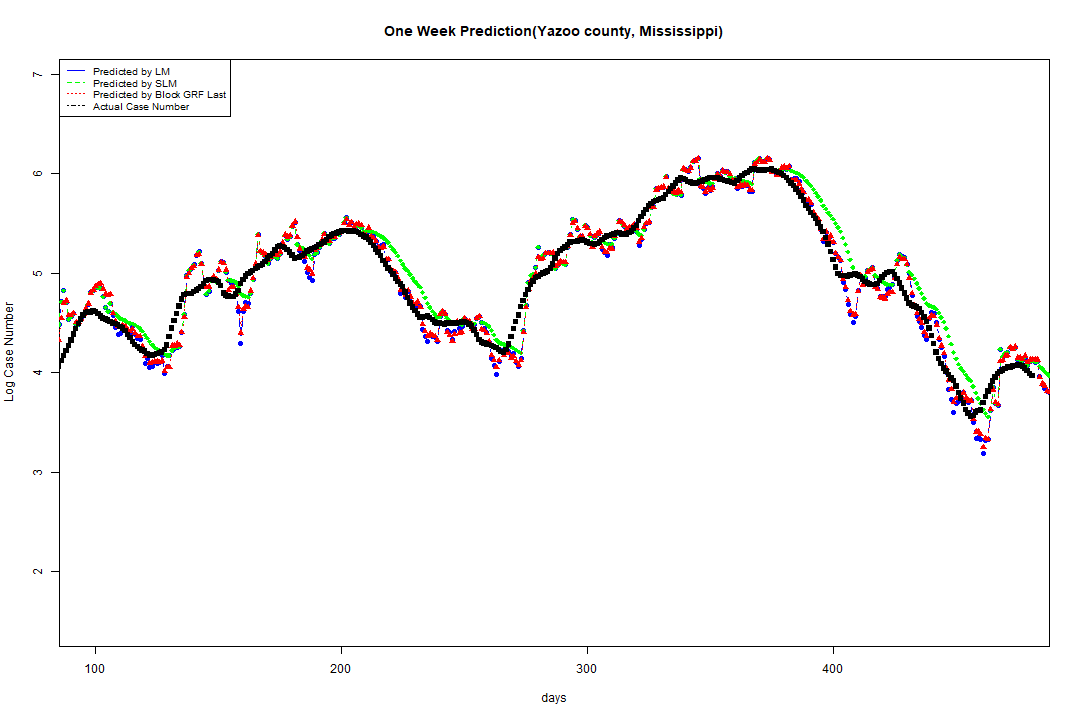 One Week Prediction(Yazoo county, Mississippi)
Predicted by LM
Predicted by SLM
Predicted by Block GRF Last
Actual Case Number
7
6
5
4
3
2
Log Case Number
100 200 300 400
days